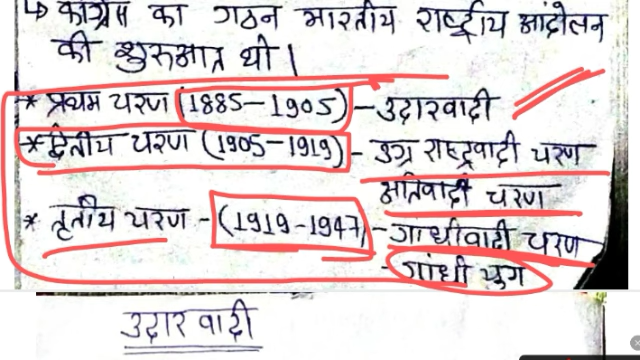 ↳ कांग्रेस का गठन भारतीय राष्ट्रीय आंदोलन
की शुरुआत थी।
* प्रथम चरण (1885-1905) - उदारवादी
* द्वितीय चरण (1905-1919) - उग्र राष्ट्रवादी चरण
अतिवादी चरण
* तृतीय चरण - (1919-1947) - गांधीवादी चरण
- गांधी युग
उदारवादी